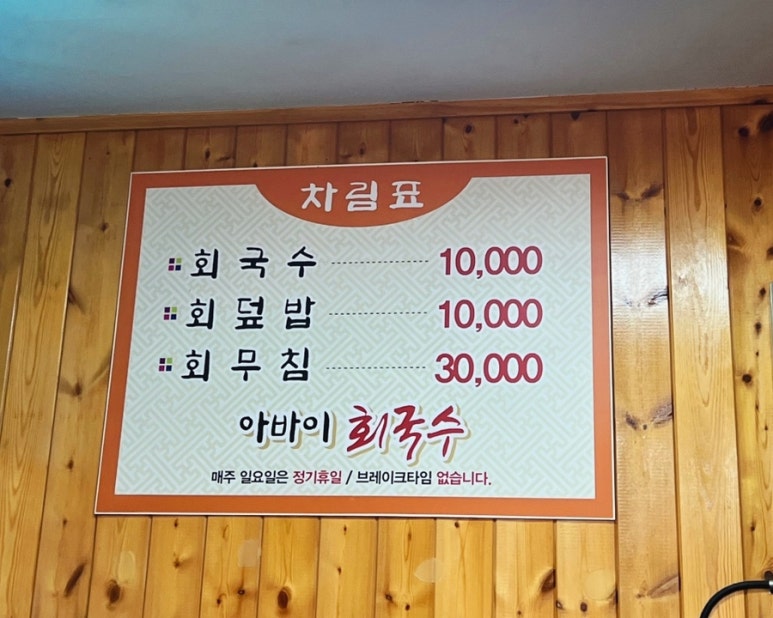 차림표
회국수 10,000
회덮밥 10,000
회무침 30,000
아바이 회국수
매주 일요일은 정기휴일 / 브레이크타임 없습니다.